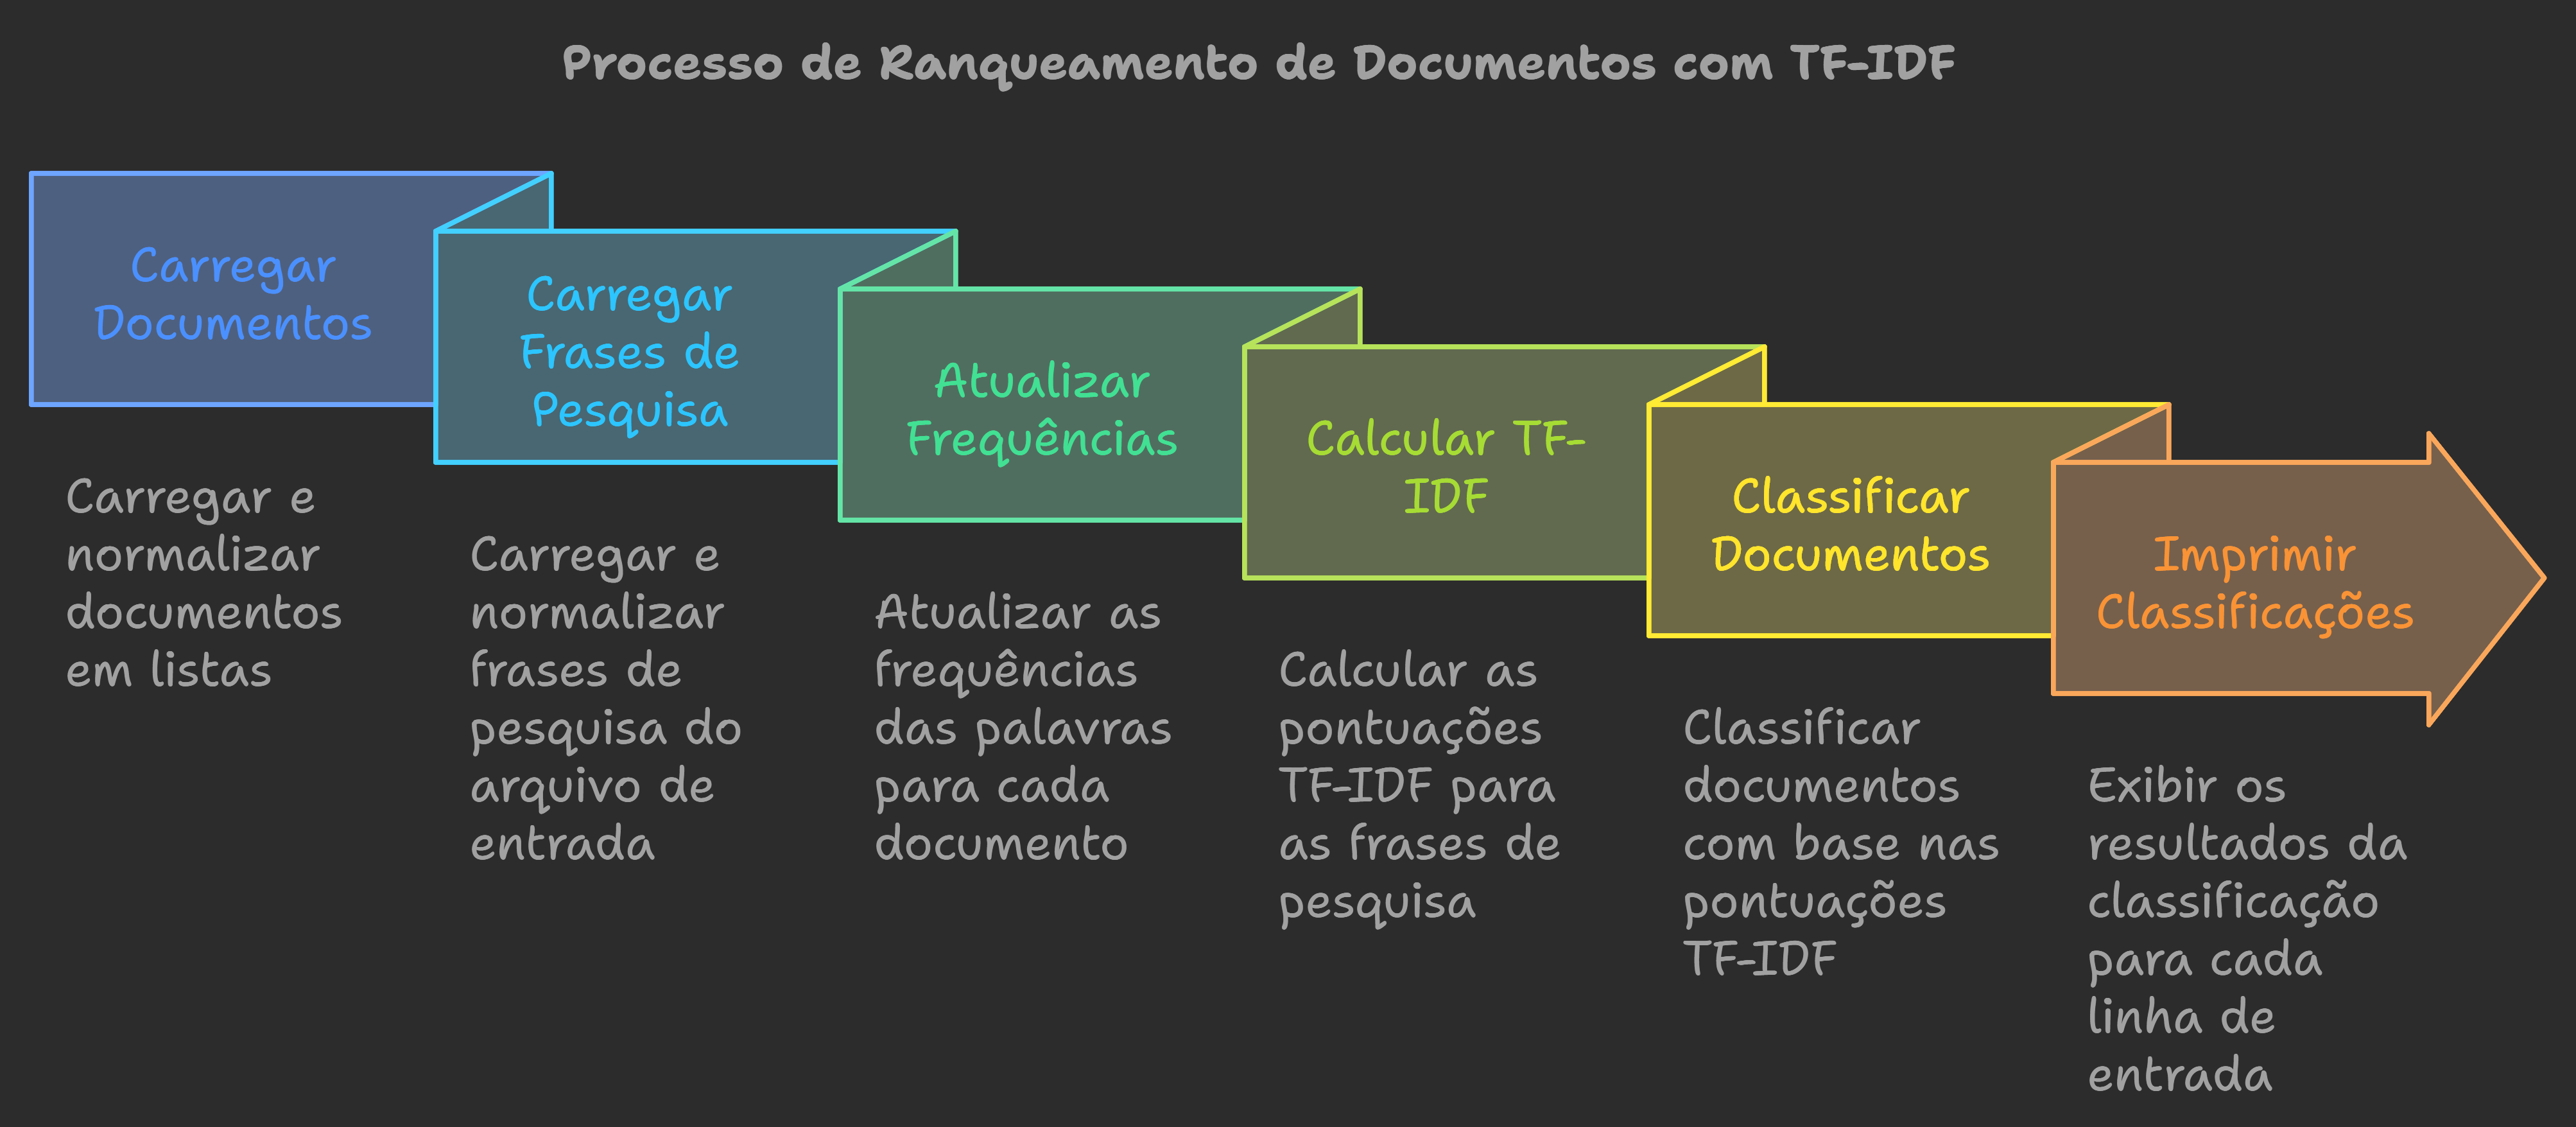 Processo de Ranqueamento de Documentos com TF-IDF
Carregar
Documentos
Carregar e
normalizar
documentos
em listas
Carregar
Frases de
Pesquisa
Carregar e
normalizar
frases de
pesquisa do
arquivo de
entrada
Atualizar
Frequências
Atualizar as
frequências
das palavras
para cada
documento
Calcular TF-
IDF
Calcular as
pontuações
TF-IDF para
as frases de
pesquisa
Classificar
Documentos
Classificar
documentos
com base nas
pontuações
TF-IDF
Imprimir
Classificações
Exibir os
resultados da
classificação
para cada
linha de
entrada